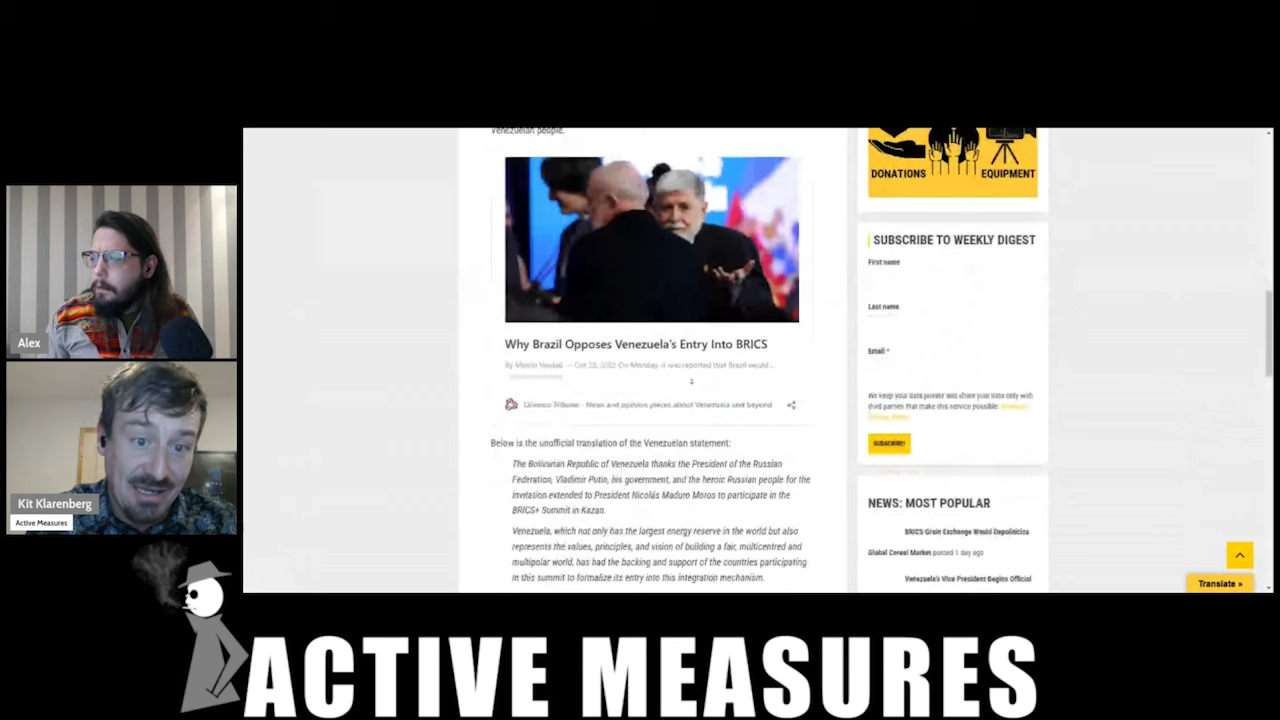 Venezuelan people.
DONATIONS
EQUIPMENT
Why Brazil Opposes Venezuela's Entry Into BRICS
On Monday, it was reported that Brazil would ...
Orinoco Tribune - News and opinion pieces about Venezuela and beyond
Below is the unofficial translation of the Venezuelan statement:
The Bolivarian Republic of Venezuela thanks the President of the Russian
Federation, Vladimir Putin, his government, and the heroic Russian people for the
invitation extended to President Nicolás Maduro Moros to participate in the
BRICS+ Summit in Kazan.
Venezuela, which not only has the largest energy reserve in the world but also
represents the values, principles, and vision of building a fair, multicentred and
multipolar world, has had the backing and support of the countries participating
in this summit to formalize its entry into this integration mechanism.
SUBSCRIBE TO WEEKLY DIGEST
First name
Last name
Email *
We keep your data private and share your data only with
third parties that make this service possible.
SUBSCRIBE!
NEWS: MOST POPULAR
BRICS Grain Exchange Would Depoliticize
Global Cereal Market posted 1 day ago
Venezuela's Vice President Begins Official
Translate »
Alex
Kit Klarenberg
Active Measures
ACTIVE MEASURES